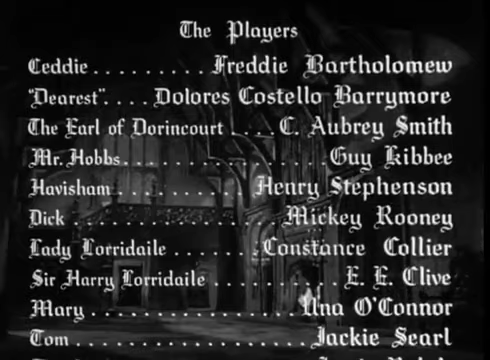 The Players
Ceddie.........Freddie Bartholomew
"Dearest"....Dolores Costello Barrymore
The Earl of Dorincourt....C. Aubrey Smith
Mr. Hobbs..............Guy Kibbee
Havisham..........Henry Stephenson
Dick................Mickey Rooney
Lady Lorridaile.......Constance Collier
Sir Harry Lorridaile..........E. E. Clive
Mary................Una O'Connor
Tom..................Jackie Searl